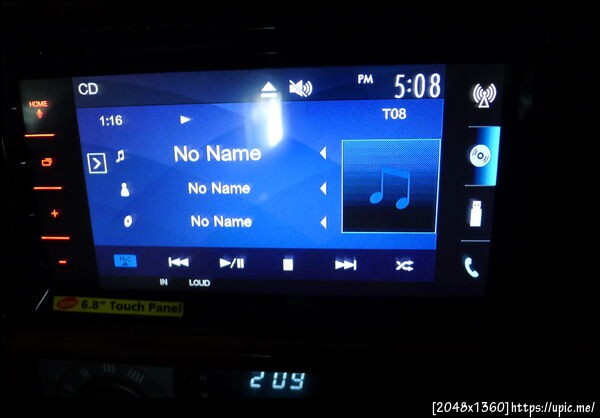 HOME
CD
PM 5:08
1:16
T08
No Name
No Name
No Name
+
-
IN LOUD
6.8" Touch Panel
209
[2048x1360]https://upic.me/